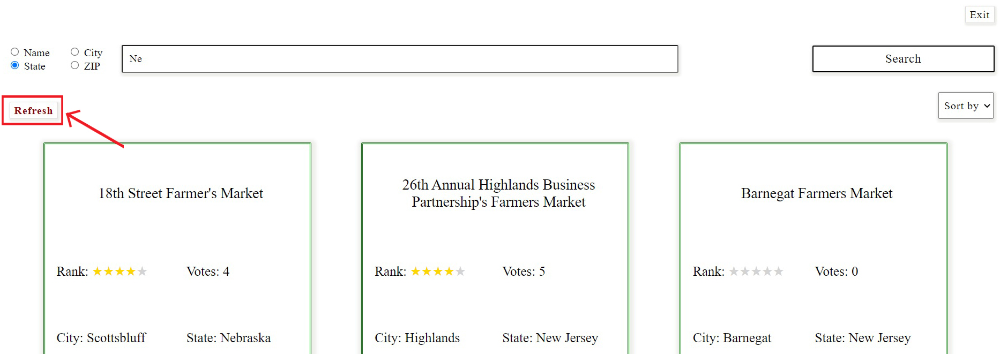 Exit
Name
City
State
ZIP
Ne
Search
Refresh
Sort by
18th Street Farmer's Market
Rank:
Votes: 4
City: Scottsbluff
State: Nebraska
26th Annual Highlands Business
Partnership's Farmers Market
Rank:
Votes: 5
City: Highlands
State: New Jersey
Barnegat Farmers Market
Rank:
Votes: 0
City: Barnegat
State: New Jersey